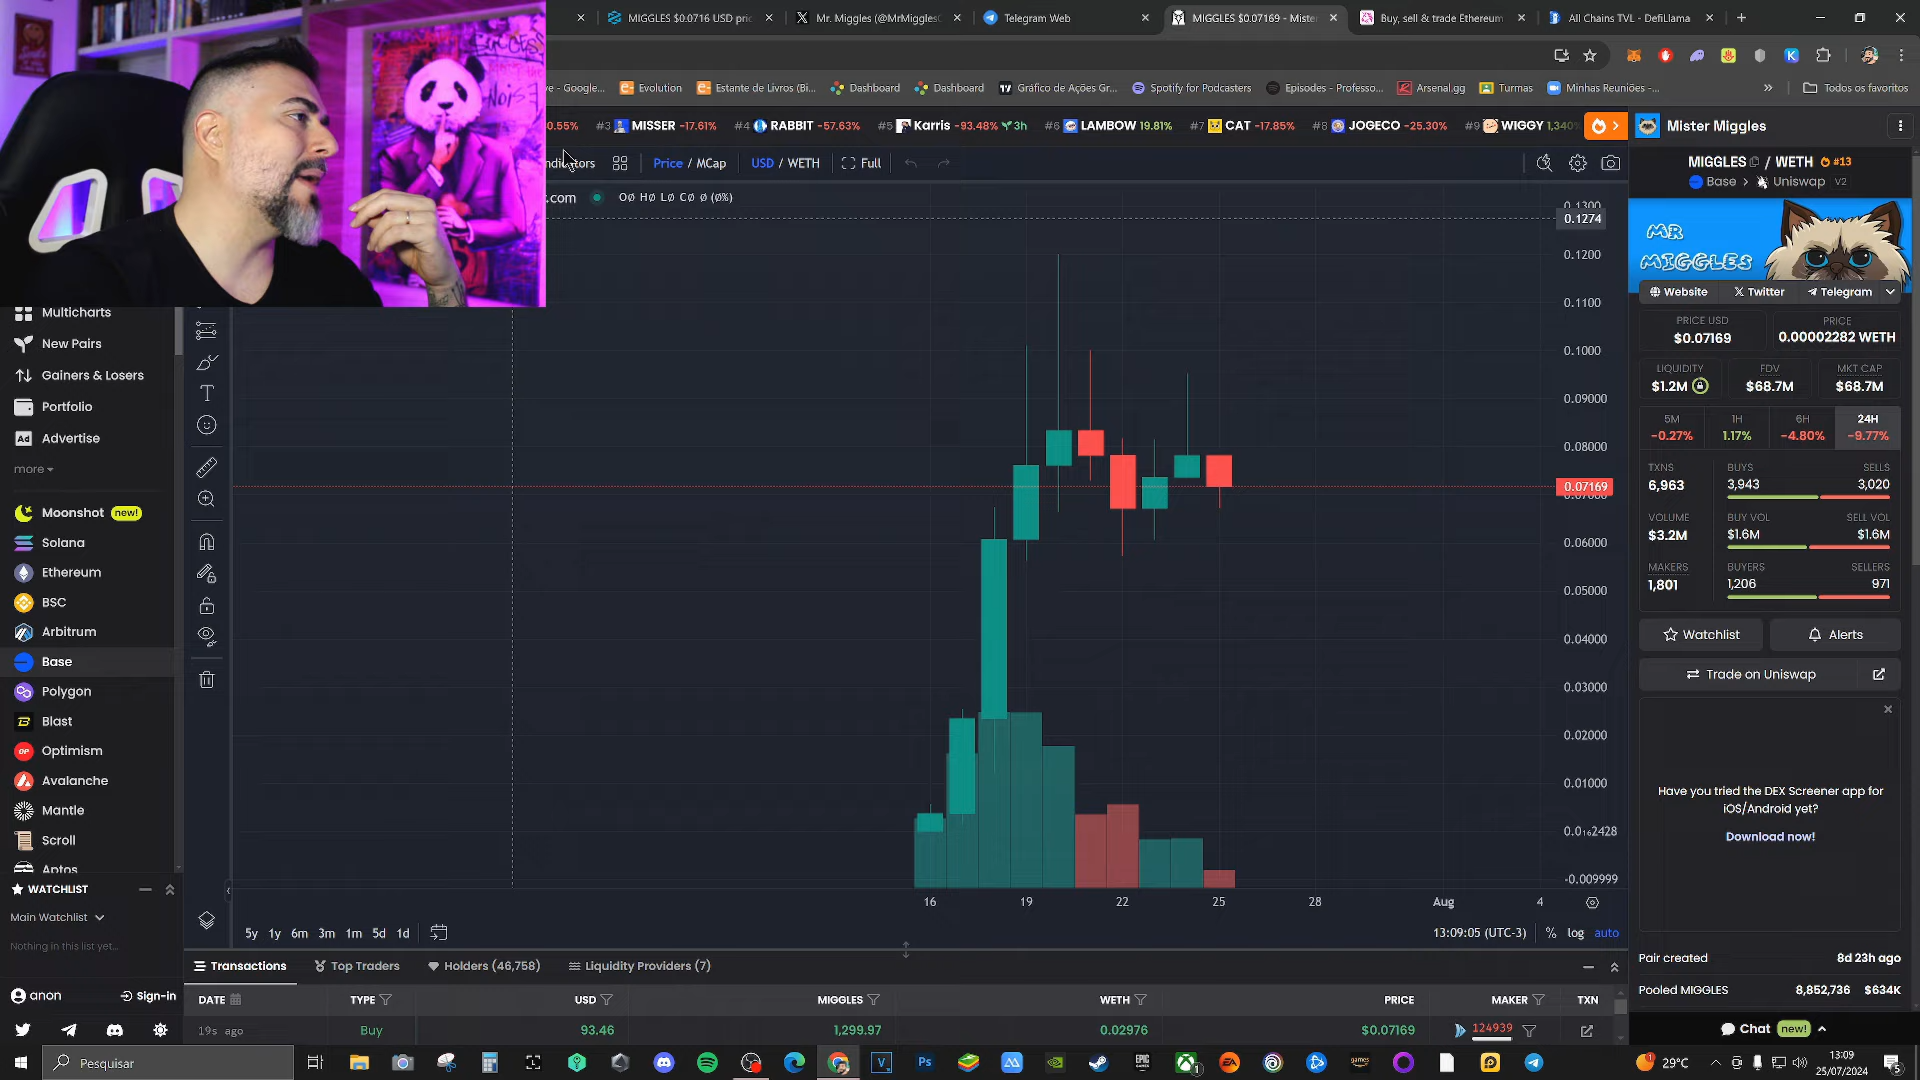 MIGGLES $0.0716 USD pric
Mr. Miggles (@MrMiggles
Telegram Web
MIGGLES $0.07169 - Mister
Buy, sell & trade Ethereum
All Chains TVL - DefiLlama
ve - Google...
Evolution
Estante de Livros (Bi...
Dashboard
Dashboard
Gráfico de Ações Gr...
Spotify for Podcasters
Episodes - Professo...
Arsenal.gg
Turmas
Minhas Reuniões -...
Todos os favoritos
0.55% #3 MISSER -17.61% #4 RABBIT -57.63% #5 Karris -93.48% 3h #6 LAMBOW 19.81% #7 CAT -17.85% #8 JOGECO -25.30% #9 WIGGY 1,340%
Mister Miggles
ndicators Price / MCap USD / WETH Full
MIGGLES / WETH #13
Base > Uniswap V2
.com O∅ H∅ L∅ C∅ ∅ (∅%)
MR
MIGGLES
Website Twitter Telegram
PRICE USD
$0.07169
PRICE
0.00002282 WETH
LIQUIDITY
$1.2M
FDV
$68.7M
MKT CAP
$68.7M
5M
-0.27%
1H
1.17%
6H
-4.80%
24H
-9.77%
TXNS
6,963
BUYS
3,943
SELLS
3,020
VOLUME
$3.2M
BUY VOL
$1.6M
SELL VOL
$1.6M
MAKERS
1,801
BUYERS
1,206
SELLERS
971
Watchlist Alerts
Trade on Uniswap
Have you tried the DEX Screener app for
iOS/Android yet?
Download now!
Pair created 8d 23h ago
Pooled MIGGLES 8,852,736 $634K
Chat new!
Multicharts
New Pairs
Gainers & Losers
Portfolio
Ad Advertise
more
Moonshot new!
Solana
Ethereum
BSC
Arbitrum
Base
Polygon
Blast
OP Optimism
Avalanche
Mantle
Scroll
Aptos
WATCHLIST
Main Watchlist
Nothing in this list yet...
anon Sign-in
0.1300
0.1274
0.1200
0.1100
0.1000
0.09000
0.08000
0.07169
0.06000
0.05000
0.04000
0.03000
0.02000
0.01000
0.0₁₆2428
-0.009999
16 19 22 25 28 Aug 4
5y 1y 6m 3m 1m 5d 1d
13:09:05 (UTC-3) % log auto
Transactions Top Traders Holders (46,758) Liquidity Providers (7)
DATE TYPE USD MIGGLES WETH PRICE MAKER TXN
19s ago Buy 93.46 1,299.97 0.02976 $0.07169 124939
Pesquisar
29°C
13:09
25/07/2024